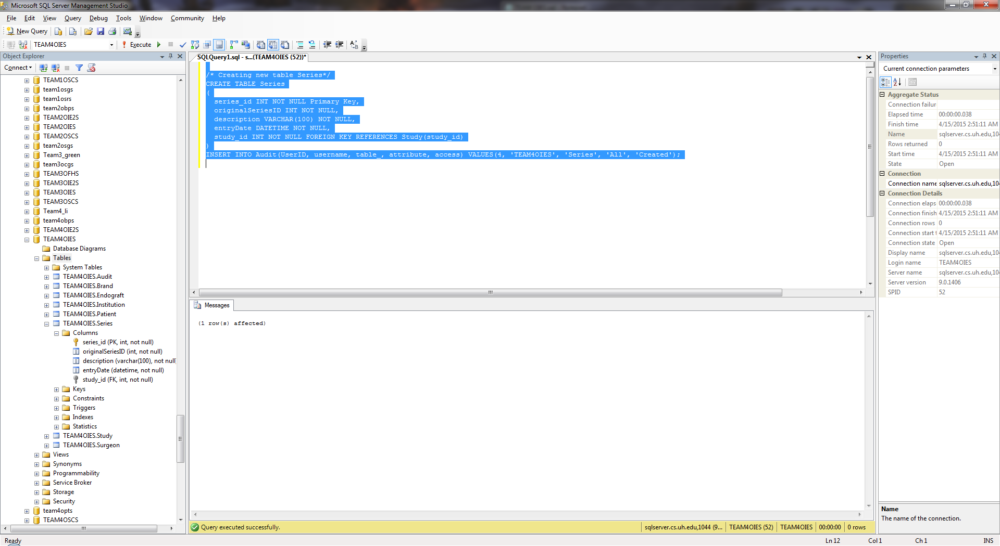 Microsoft SQL Server Management Studio
File Edit View Query Debug Tools Window Community Help
New Query
TEAM4OIES Execute
Object Explorer
Connect
TEAM1OSCS
team1osgs
team1osrs
team2obps
TEAM2OIE2S
TEAM2OIES
TEAM2OSCS
team2osgs
Team3_green
team3ocgs
TEAM3OFHS
TEAM3OIE2S
TEAM3OIES
TEAM3OSCS
Team4_li
team4obps
TEAM4OIE2S
TEAM4OIES
Database Diagrams
Tables
System Tables
TEAM4OIES.Audit
TEAM4OIES.Brand
TEAM4OIES.Endograft
TEAM4OIES.Institution
TEAM4OIES.Patient
TEAM4OIES.Series
Columns
series_id (PK, int, not null)
originalSeriesID (int, not null)
description (varchar(100), not null
entryDate (datetime, not null)
study_id (FK, int, not null)
Keys
Constraints
Triggers
Indexes
Statistics
TEAM4OIES.Study
TEAM4OIES.Surgeon
Views
Synonyms
Programmability
Service Broker
Storage
Security
team4opts
TEAM4OSCS
SQLQuery1.sql - s...(TEAM4OIES (52))*
/* Creating new table Series*/
CREATE TABLE Series
(
series_id INT NOT NULL Primary Key,
originalSeriesID INT NOT NULL,
description VARCHAR(100) NOT NULL,
entryDate DATETIME NOT NULL,
study_id INT NOT NULL FOREIGN KEY REFERENCES Study(study_id)
)
INSERT INTO Audit(UserID, username, table_, attribute, access) VALUES(4, 'TEAM4OIES', 'Series', 'All', 'Created');
Messages
(1 row(s) affected)
Query executed successfully. sqlserver.cs.uh.edu,1044 (9... TEAM4OIES (52) TEAM4OIES 00:00:00 0 rows
Properties
Current connection parameters
Aggregate Status
Connection failur
Elapsed time 00:00:00.038
Finish time 4/15/2015 2:51:11 AM
Name sqlserver.cs.uh.edu,104
Rows returned 0
Start time 4/15/2015 2:51:11 AM
State Open
Connection
Connection name sqlserver.cs.uh.edu,104
Connection Details
Connection elaps 00:00:00.038
Connection finish 4/15/2015 2:51:11 AM
Connection rows 0
Connection start t 4/15/2015 2:51:11 AM
Connection state Open
Display name sqlserver.cs.uh.edu,104
Login name TEAM4OIES
Server name sqlserver.cs.uh.edu,104
Server version 9.0.1406
SPID 52
Name
The name of the connection.
Ready Ln 12 Col 1 Ch 1 INS